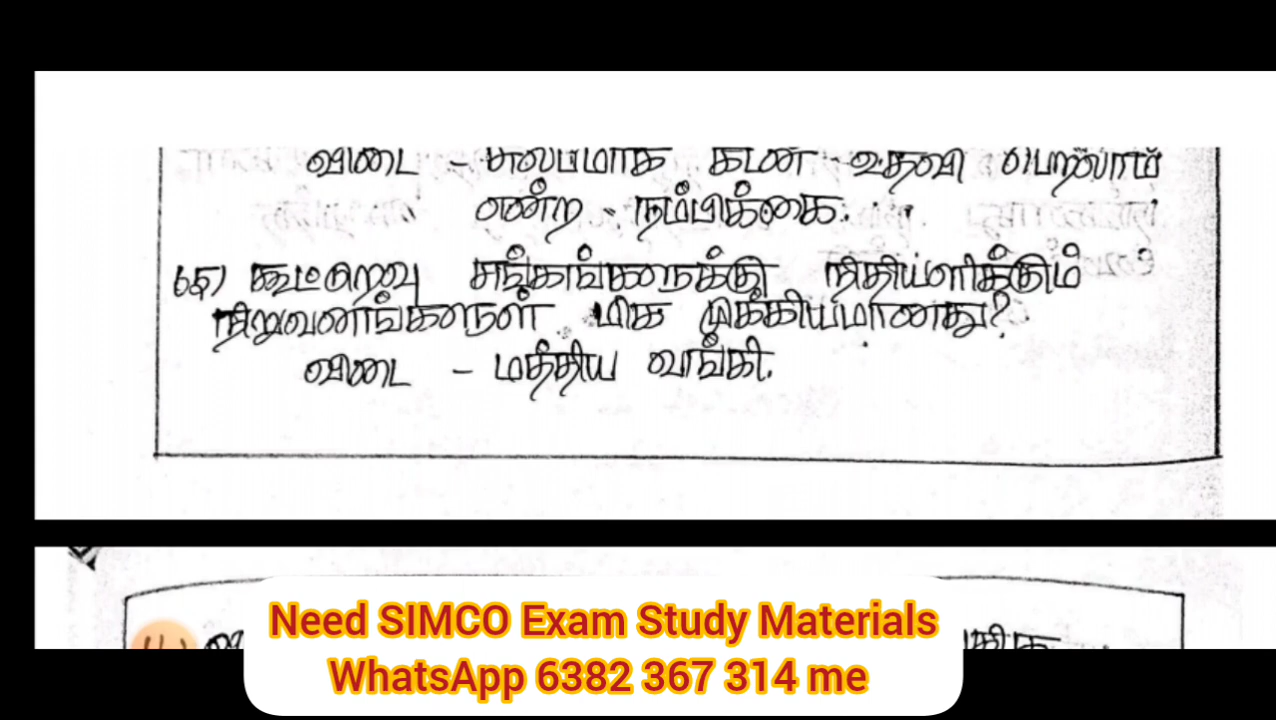 விடை - சுலபமாக கடன் உதவி பெறலாம்
என்ற நம்பிக்கை.
65) கூட்டுறவு சங்கங்களுக்கு நிதியளிக்கும்
நிறுவனங்களுள் மிக முக்கியமானது?
விடை - மத்திய வங்கி.
Need SIMCO Exam Study Materials
WhatsApp 6382 367 314 me